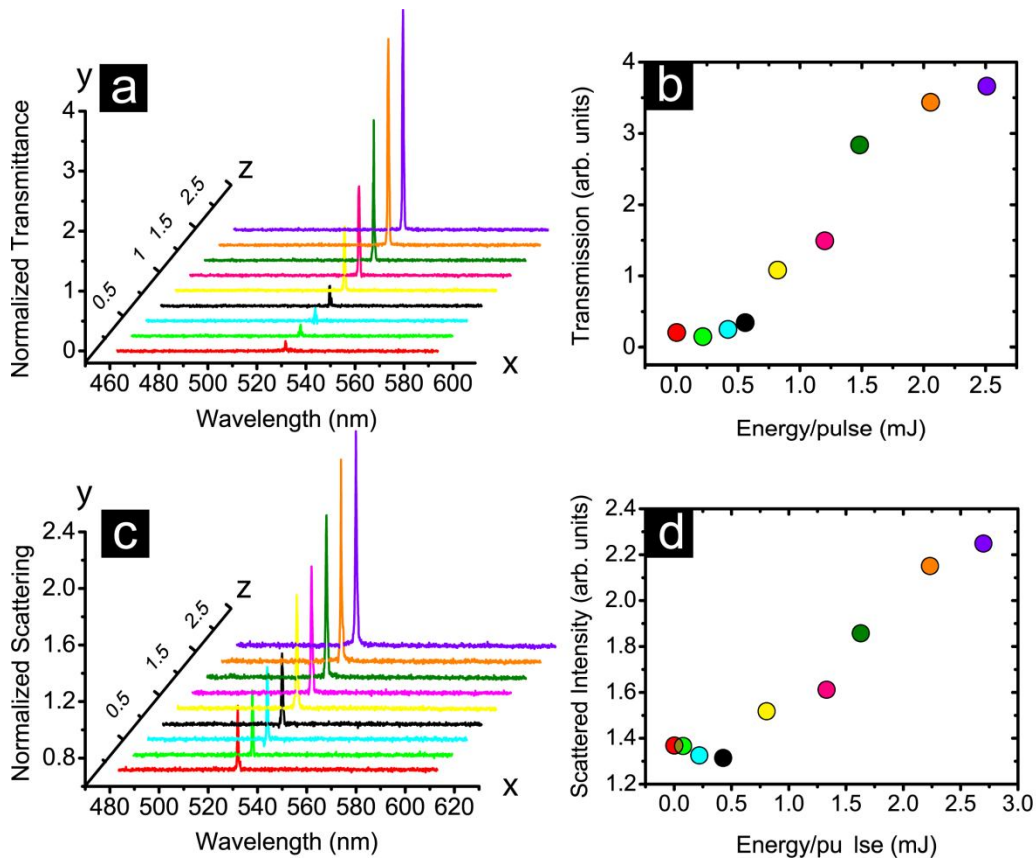 a
y
Normalized Transmittance
4
3
2
1
0
z
0.5
1
1.5
2.5
460 480 500 520 540 560 580 600
x
Wavelength (nm)
b
Transmission (arb. units)
4
3
2
1
0
0.0 0.5 1.0 1.5 2.0 2.5
Energy/pulse (mJ)
c
y
Normalized Scattering
2.4
2.0
1.6
1.2
0.8
z
0.5
1.5
2.5
480 500 520 540 560 580 600 620
x
Wavelength (nm)
d
Scattered Intensity (arb. units)
2.4
2.2
2.0
1.8
1.6
1.4
1.2
0.0 0.5 1.0 1.5 2.0 2.5 3.0
Energy/pu lse (mJ)